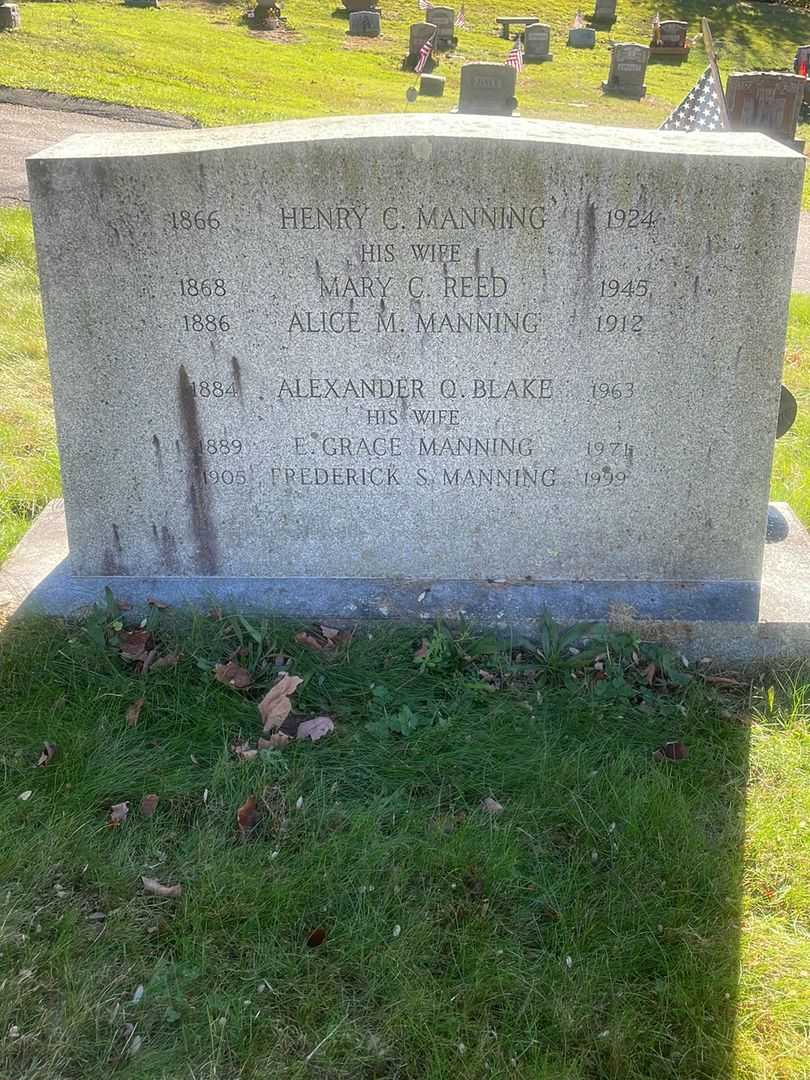 1866 HENRY C. MANNING 1924
HIS WIFE
1868 MARY C. REED 1945
1886 ALICE M. MANNING 1912
1884 ALEXANDER Q. BLAKE 1963
HIS WIFE
1889 E. GRACE MANNING 1971
1905 FREDERICK S. MANNING 1999